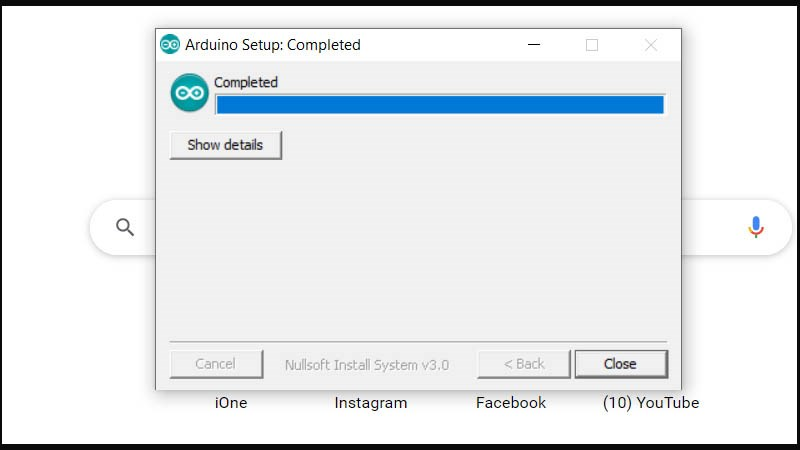 Arduino Setup: Completed
Completed
Show details
Cancel
Nullsoft Install System v3.0
< Back
Close
iOne
Instagram
Facebook
(10) YouTube